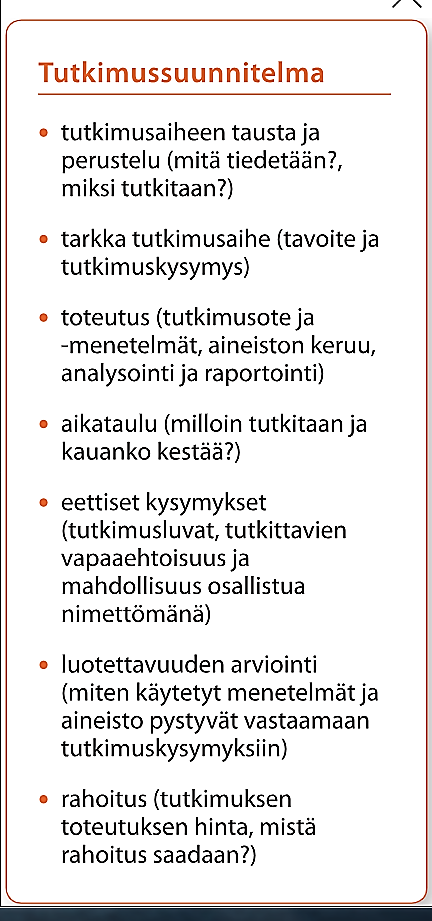 Tutkimussuunnitelma
• tutkimusaiheen tausta ja
perustelu (mitä tiedetään?,
miksi tutkitaan?)
• tarkka tutkimusaihe (tavoite ja
tutkimuskysymys)
• toteutus (tutkimusote ja
-menetelmät, aineiston keruu,
analysointi ja raportointi)
• aikataulu (milloin tutkitaan ja
kauanko kestää?)
• eettiset kysymykset
(tutkimusluvat, tutkittavien
vapaaehtoisuus ja
mahdollisuus osallistua
nimettömänä)
• luotettavuuden arviointi
(miten käytetyt menetelmät ja
aineisto pystyvät vastaamaan
tutkimuskysymyksiin)
• rahoitus (tutkimuksen
toteutuksen hinta, mistä
rahoitus saadaan?)